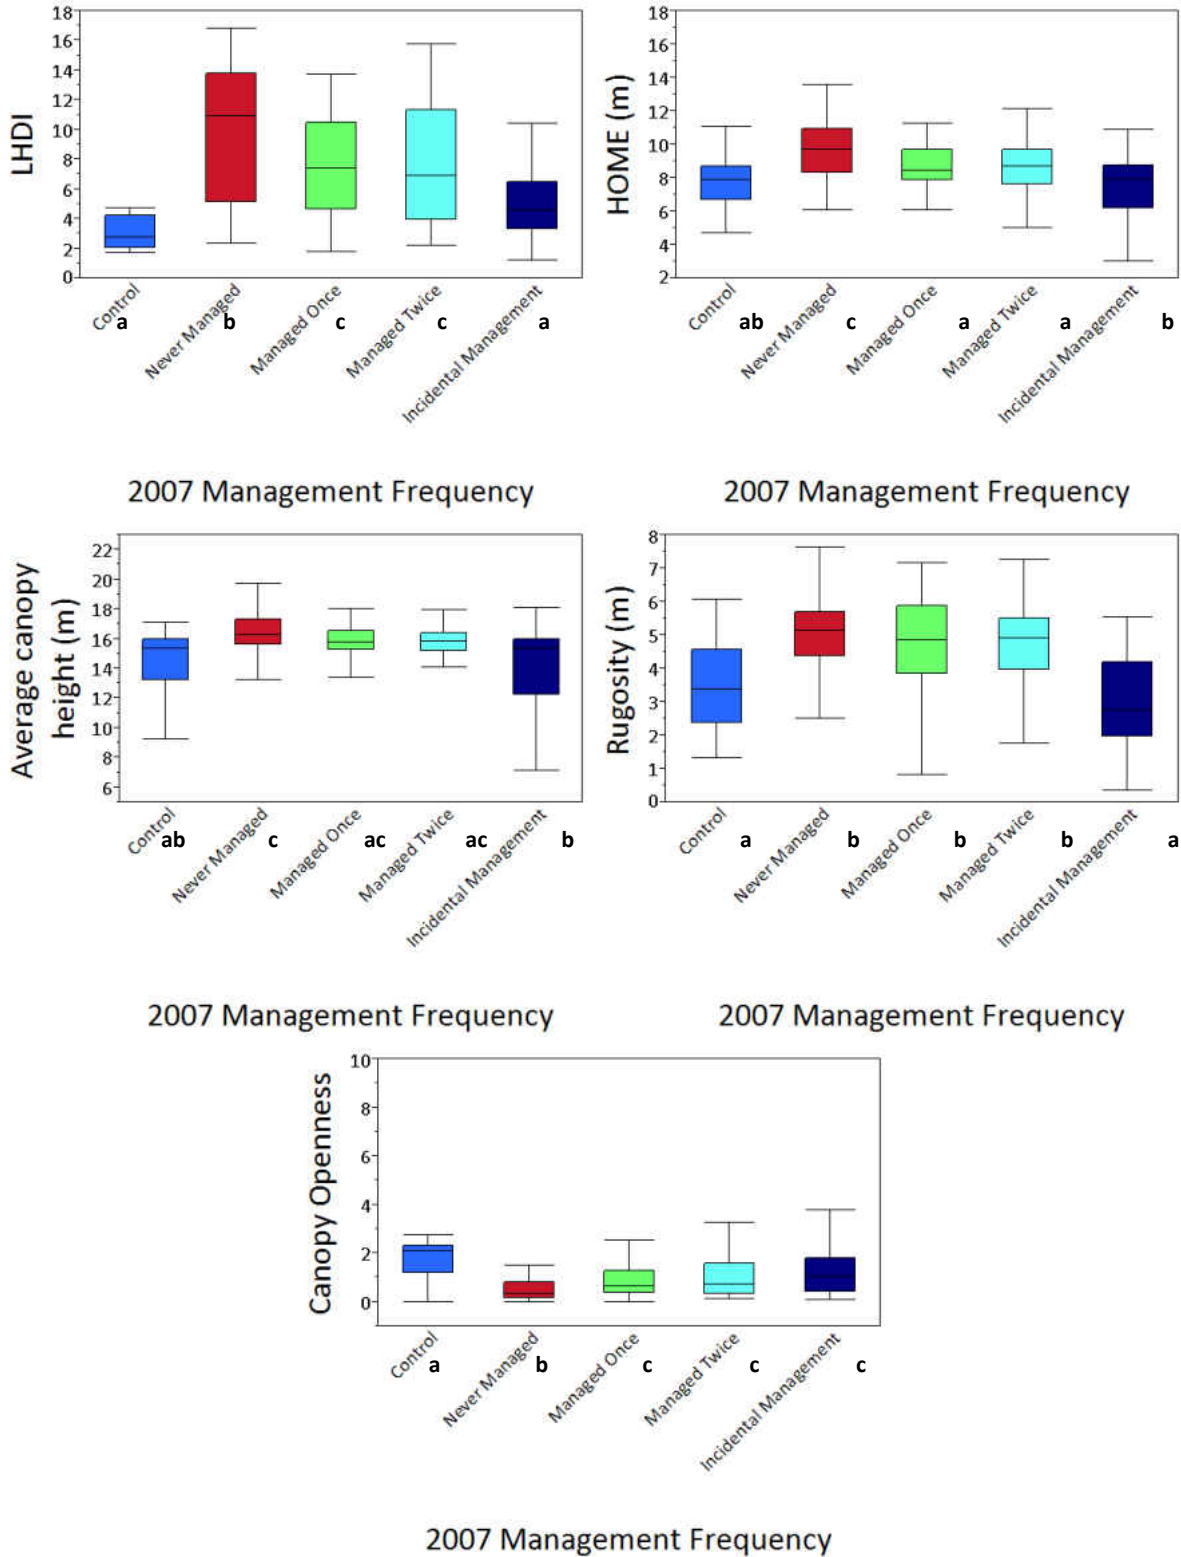 LHDI
18
16
14
12
10
8
6
4
2
0
Control
Never Managed
Managed Once
Managed Twice
Incidental Management
a b c c a
2007 Management Frequency
HOME (m)
18
16
14
12
10
8
6
4
2
Control
Never Managed
Managed Once
Managed Twice
Incidental Management
ab c a a b
2007 Management Frequency
Average canopy
height (m)
22
20
18
16
14
12
10
8
6
Control
Never Managed
Managed Once
Managed Twice
Incidental Management
ab c ac ac b
2007 Management Frequency
Rugosity (m)
8
7
6
5
4
3
2
1
0
Control
Never Managed
Managed Once
Managed Twice
Incidental Management
a b b b a
2007 Management Frequency
Canopy Openness
10
8
6
4
2
0
Control
Never Managed
Managed Once
Managed Twice
Incidental Management
a b c c c
2007 Management Frequency